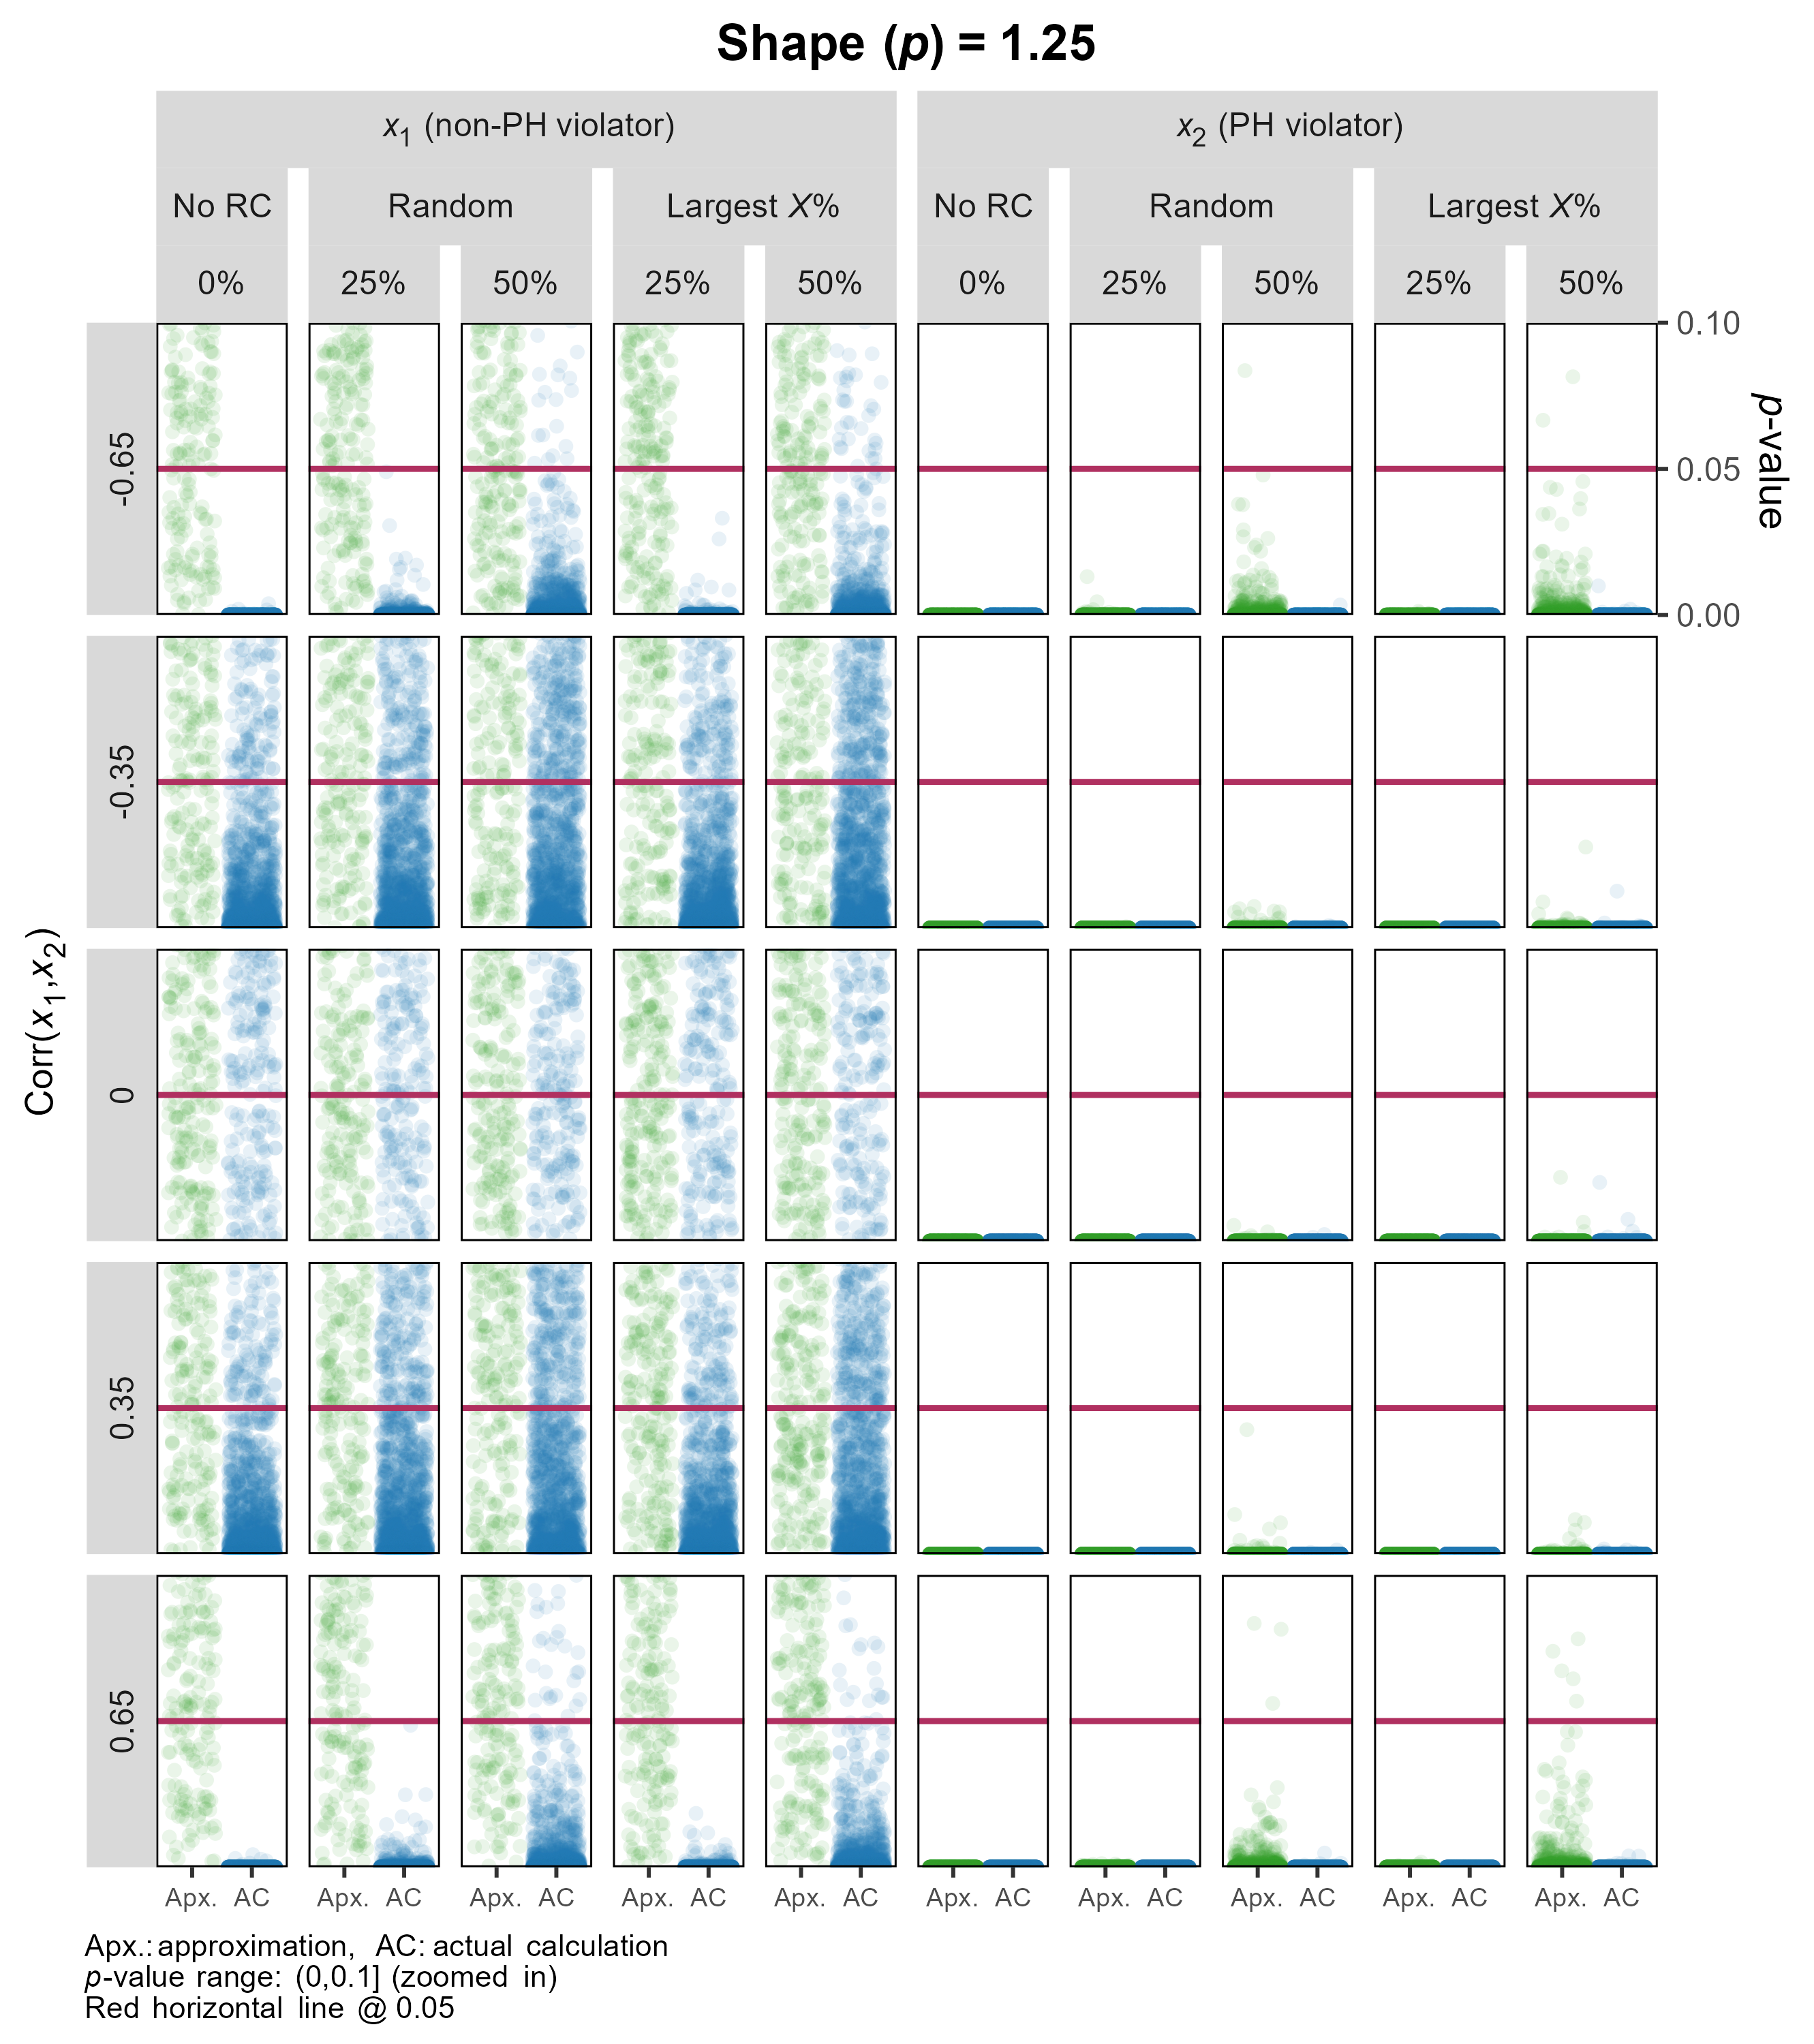 Shape (p) = 1.25
x1 (non-PH violator) x2 (PH violator)
No RC Random Largest X% No RC Random Largest X%
0% 25% 50% 25% 50% 0% 25% 50% 25% 50%
0.10
0.05
0.00
p-value
-0.65
-0.35
0
0.35
0.65
Corr(x1,x2)
Apx. AC Apx. AC Apx. AC Apx. AC Apx. AC Apx. AC Apx. AC Apx. AC Apx. AC Apx. AC
Apx.: approximation, AC: actual calculation
p-value range: (0,0.1] (zoomed in)
Red horizontal line @ 0.05